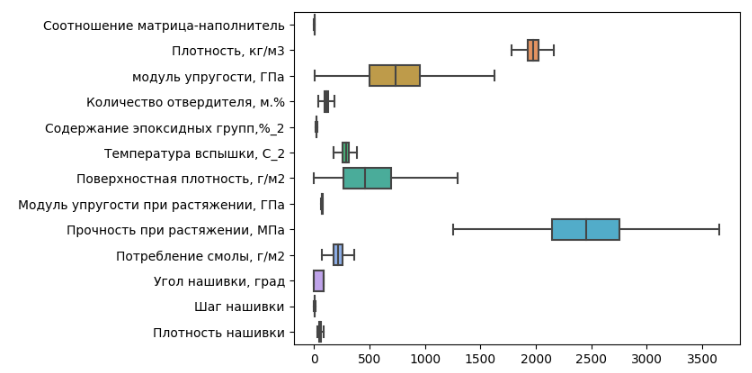 Соотношение матрица-наполнитель
Плотность, кг/м3
модуль упругости, ГПа
Количество отвердителя, м.%
Содержание эпоксидных групп,%_2
Температура вспышки, С_2
Поверхностная плотность, г/м2
Модуль упругости при растяжении, ГПа
Прочность при растяжении, МПа
Потребление смолы, г/м2
Угол нашивки, град
Шаг нашивки
Плотность нашивки
0 500 1000 1500 2000 2500 3000 3500